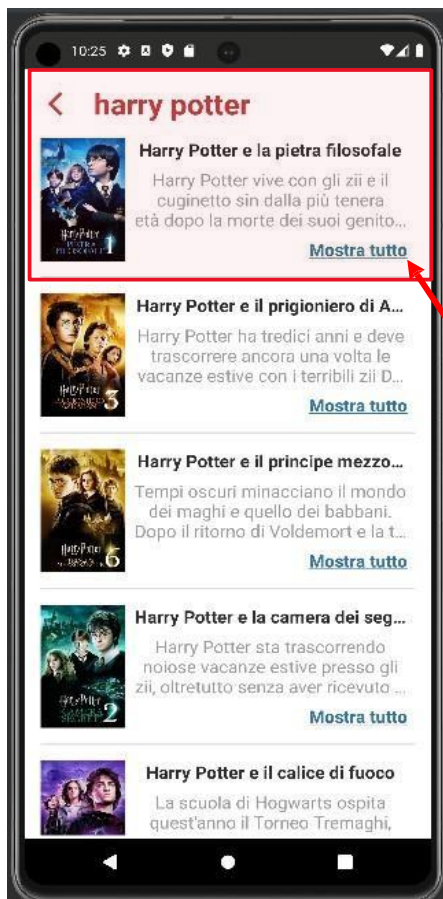 10:25
harry potter
Harry Potter e la pietra filosofale
Harry Potter vive con gli zii e il
cuginetto sin dalla più tenera
età dopo la morte dei suoi genito...
Mostra tutto
1
Harry Potter e il prigioniero di A...
Harry Potter ha tredici anni e deve
trascorrere ancora una volta le
vacanze estive con i terribili zii D...
Mostra tutto
3
Harry Potter e il principe mezzo...
Tempi oscuri minacciano il mondo
dei maghi e quello dei babbani.
Dopo il ritorno di Voldemort e la t...
Mostra tutto
6
Harry Potter e la camera dei seg...
Harry Potter sta trascorrendo
noiose vacanze estive presso gli
zii, oltretutto senza aver ricevuto ...
Mostra tutto
2
Harry Potter e il calice di fuoco
La scuola di Hogwarts ospita
quest'anno il Torneo Tremaghi,